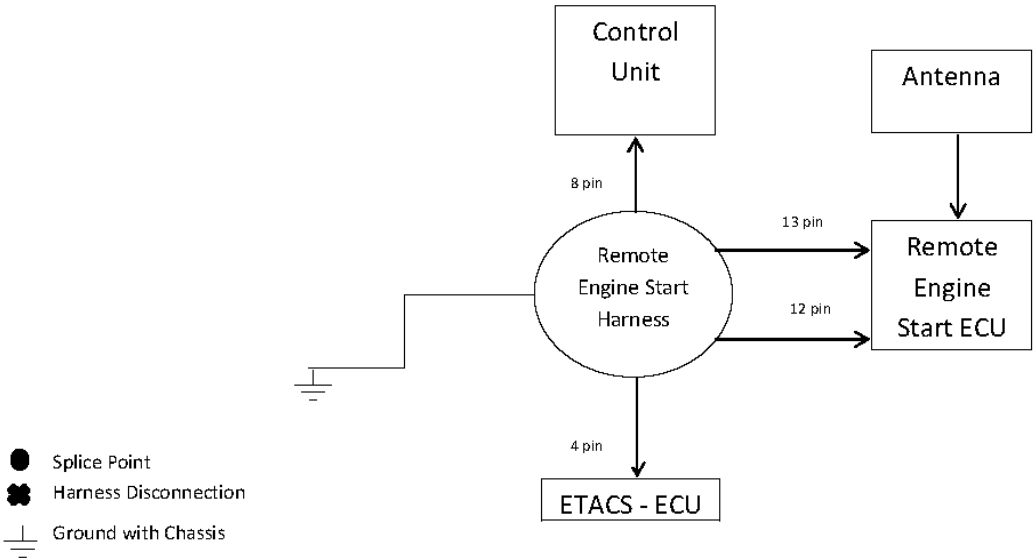 Control
Unit
Antenna
8 pin
13 pin
Remote
Engine Start
Harness
Remote
Engine
Start ECU
12 pin
4 pin
ETACS - ECU
Splice Point
Harness Disconnection
Ground with Chassis